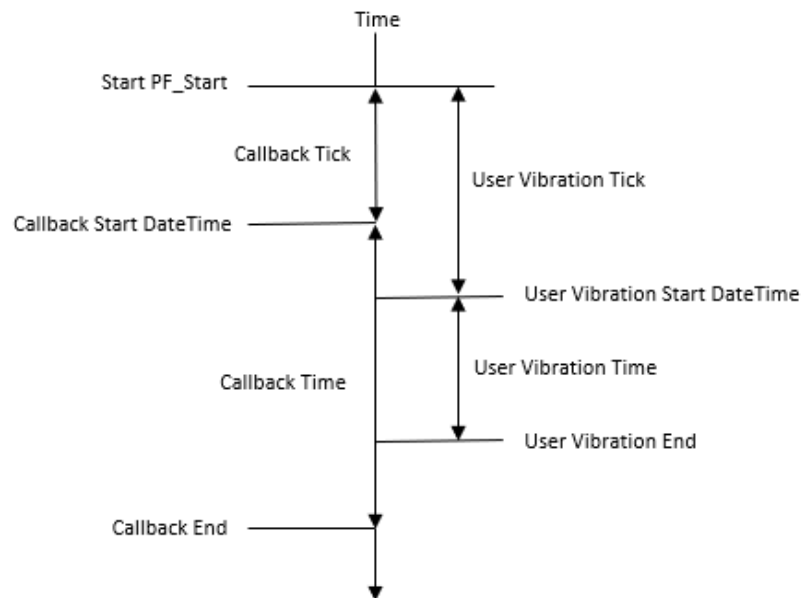 Time
Start PF_Start
Callback Tick
User Vibration Tick
Callback Start DateTime
User Vibration Start DateTime
User Vibration Time
Callback Time
User Vibration End
Callback End